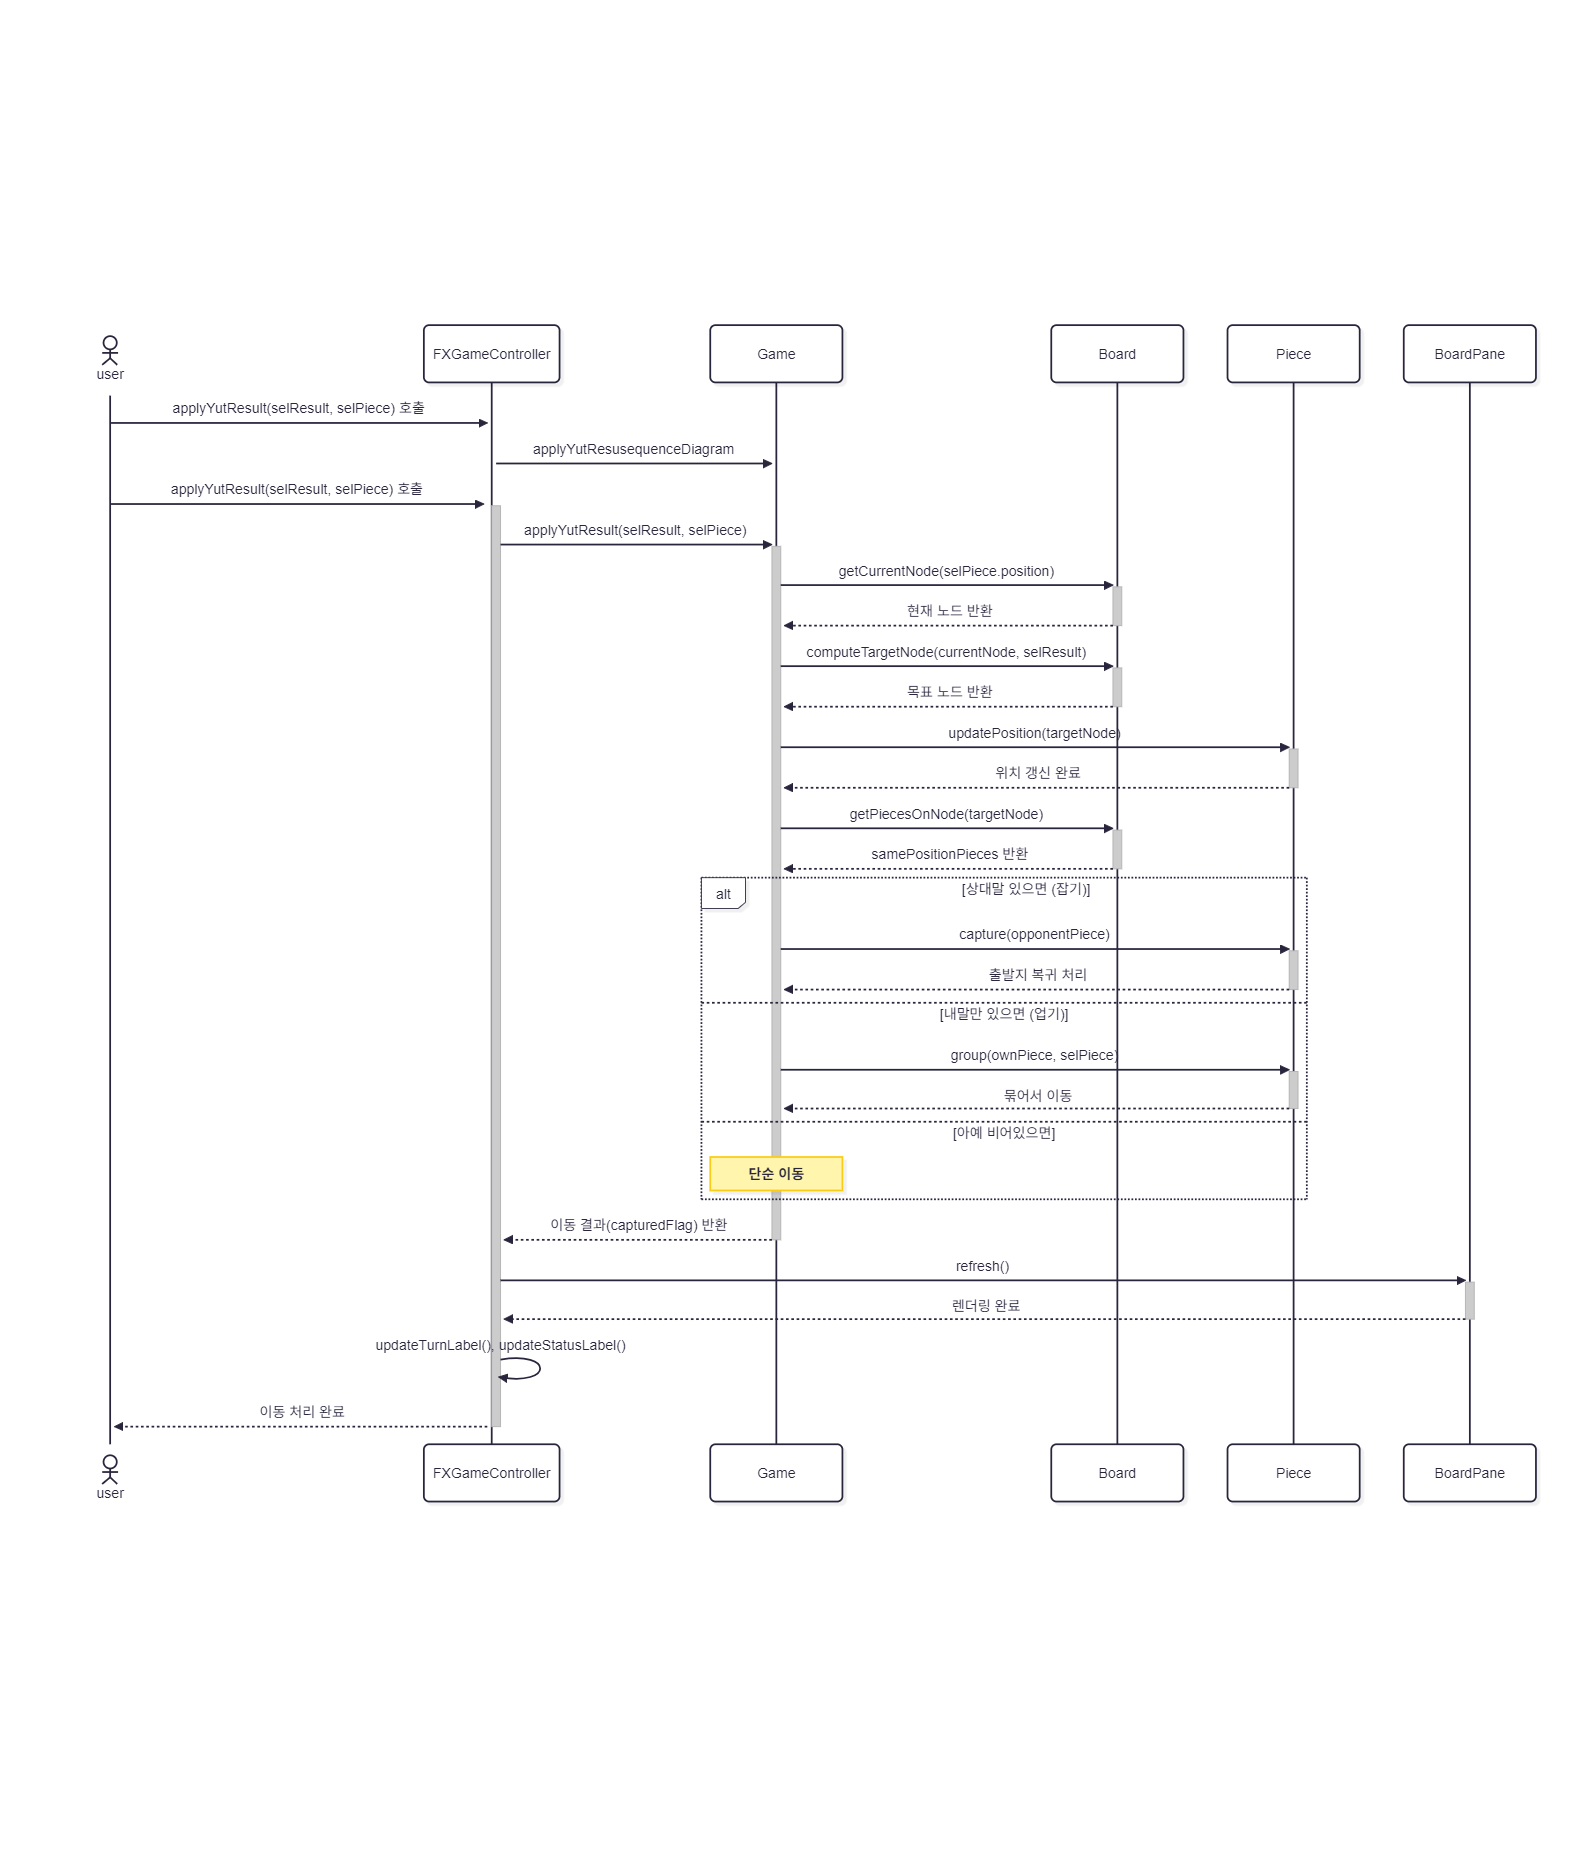 user
FXGameController
Game
Board
Piece
BoardPane
applyYutResult(selResult, selPiece) 호출
applyYutResusequenceDiagram
applyYutResult(selResult, selPiece) 호출
applyYutResult(selResult, selPiece)
getCurrentNode(selPiece.position)
현재 노드 반환
computeTargetNode(currentNode, selResult)
목표 노드 반환
updatePosition(targetNode)
위치 갱신 완료
getPiecesOnNode(targetNode)
samePositionPieces 반환
alt
[상대말 있으면 (잡기)]
capture(opponentPiece)
출발지 복귀 처리
[내말만 있으면 (업기)]
group(ownPiece, selPiece)
묶어서 이동
[아예 비어있으면]
단순 이동
이동 결과(capturedFlag) 반환
refresh()
렌더링 완료
updateTurnLabel(), updateStatusLabel()
이동 처리 완료
user
FXGameController
Game
Board
Piece
BoardPane